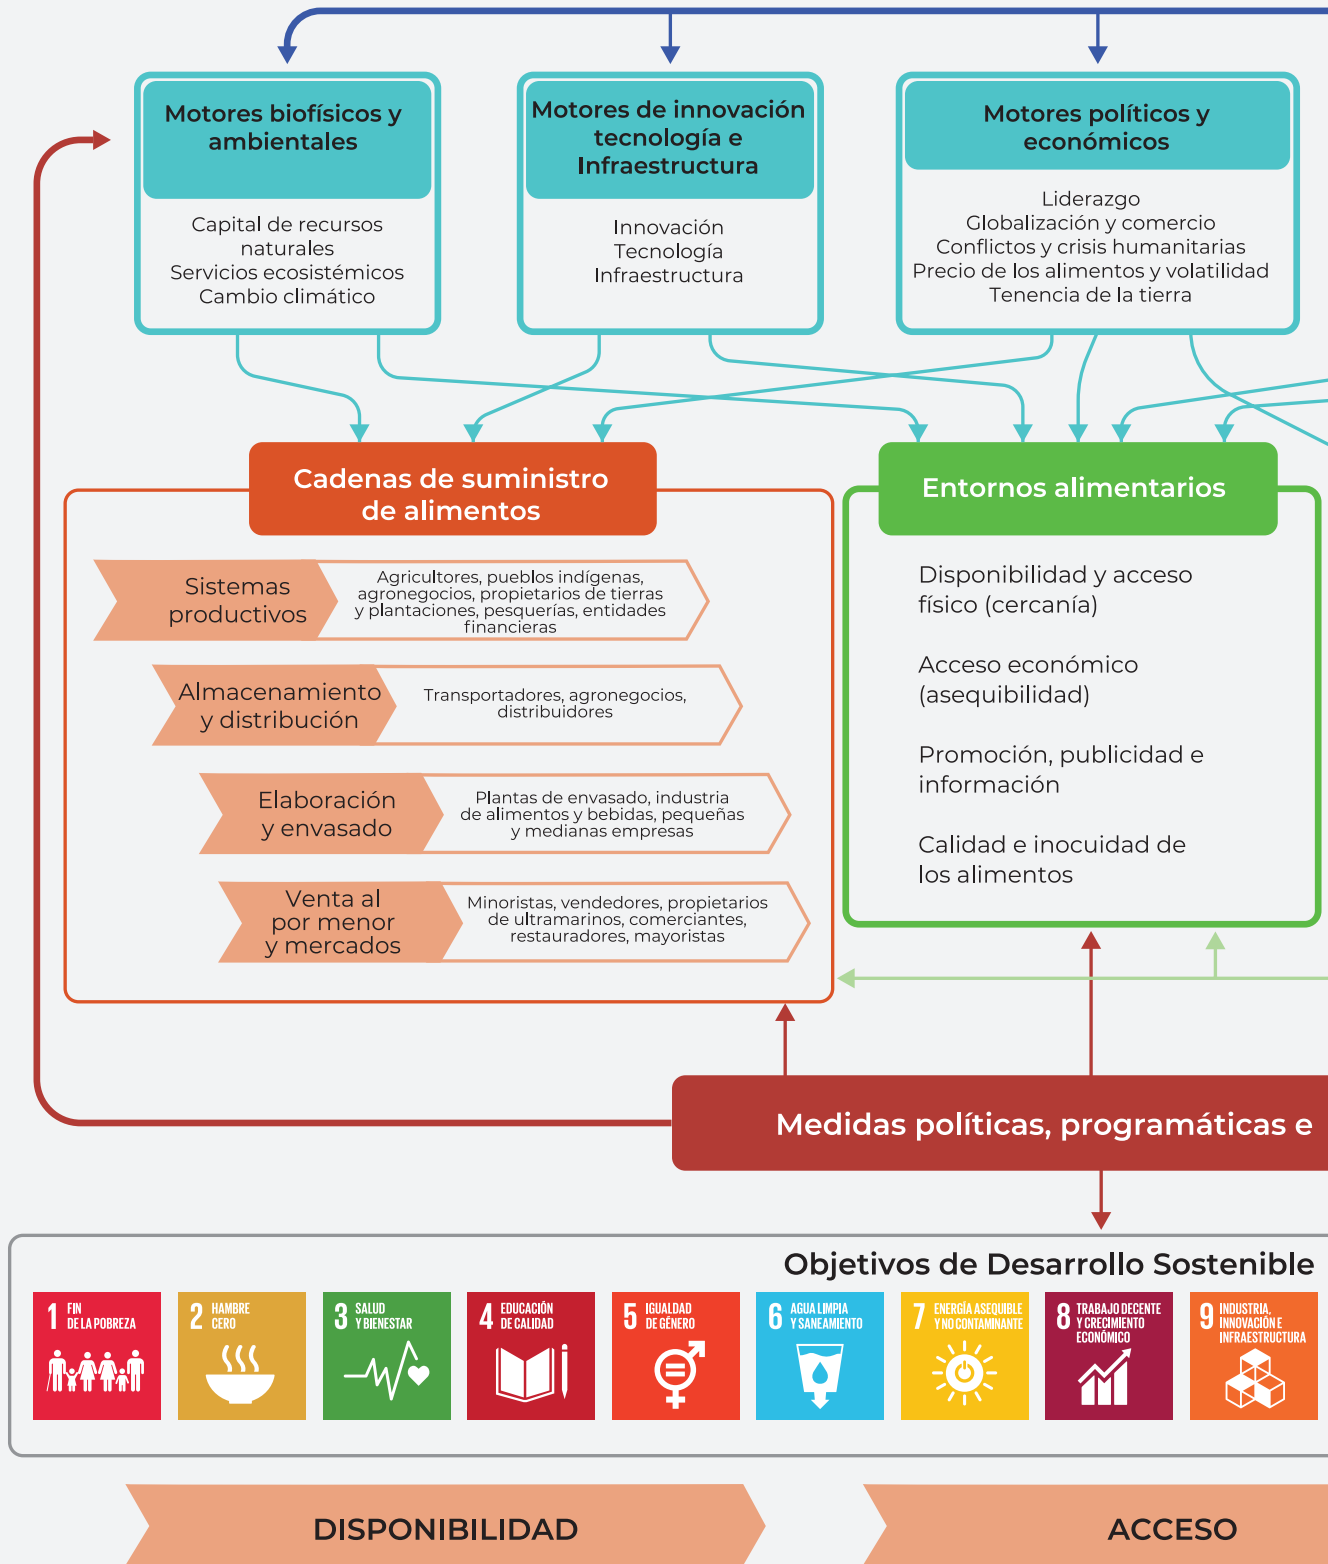 Motores biofísicos y
ambientales
Capital de recursos
naturales
Servicios ecosistémicos
Cambio climático
Motores de innovación
tecnología e
Infraestructura
Innovación
Tecnología
Infraestructura
Motores políticos y
económicos
Liderazgo
Globalización y comercio
Conflictos y crisis humanitarias
Precio de los alimentos y volatilidad
Tenencia de la tierra
Cadenas de suministro
de alimentos
Sistemas
productivos
Agricultores, pueblos indígenas,
agronegocios, propietarios de tierras
y plantaciones, pesquerías, entidades
financieras
Almacenamiento
y distribución
Transportadores, agronegocios,
distribuidores
Elaboración
y envasado
Plantas de envasado, industria
de alimentos y bebidas, pequeñas
y medianas empresas
Venta al
por menor
y mercados
Minoristas, vendedores, propietarios
de ultramarinos, comerciantes,
restauradores, mayoristas
Entornos alimentarios
Disponibilidad y acceso
físico (cercanía)
Acceso económico
(asequibilidad)
Promoción, publicidad e
información
Calidad e inocuidad de
los alimentos
Medidas políticas, programáticas e
Objetivos de Desarrollo Sostenible
1 FIN
DE LA POBREZA
2 HAMBRE
CERO
3 SALUD
Y BIENESTAR
4 EDUCACIÓN
DE CALIDAD
5 IGUALDAD
DE GÉNERO
6 AGUA LIMPIA
Y SANEAMIENTO
7 ENERGÍA ASEQUIBLE
Y NO CONTAMINANTE
8 TRABAJO DECENTE
Y CRECIMIENTO
ECONÓMICO
9 INDUSTRIA,
INNOVACIÓN E
INFRAESTRUCTURA
DISPONIBILIDAD
ACCESO